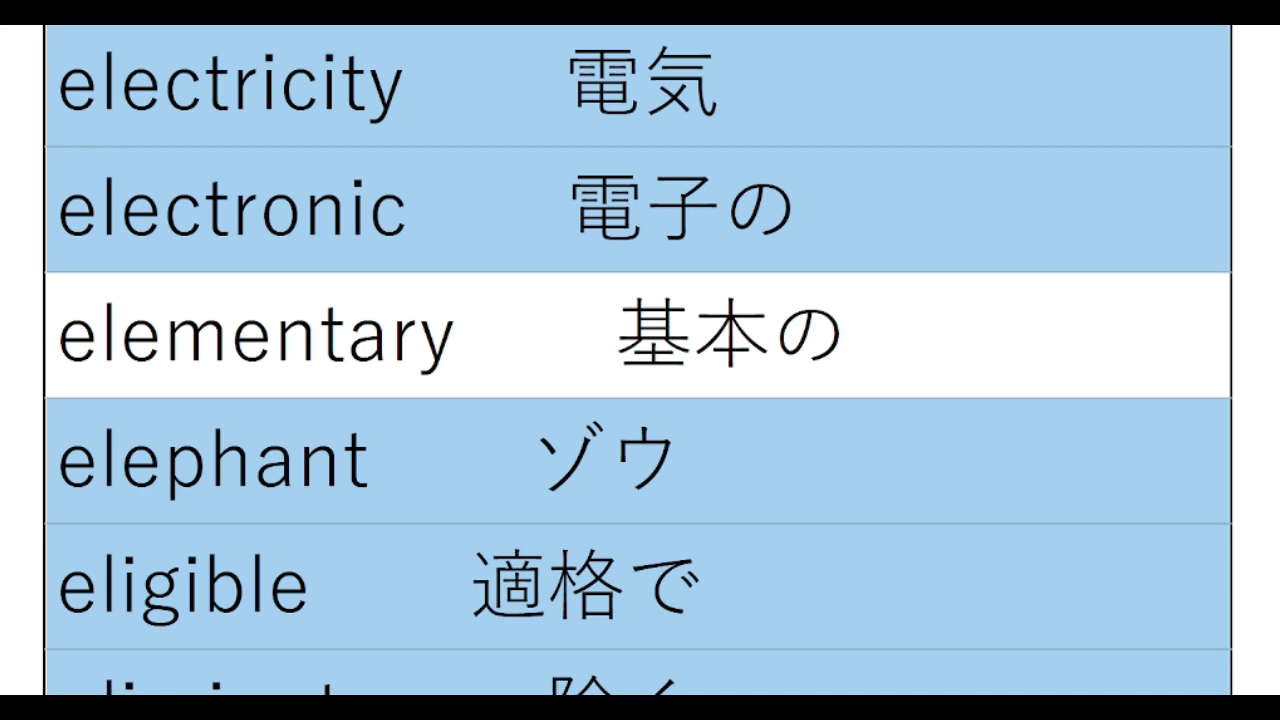 electricity 電気
electronic 電子の
elementary 基本の
elephant ゾウ
eligible 適格で